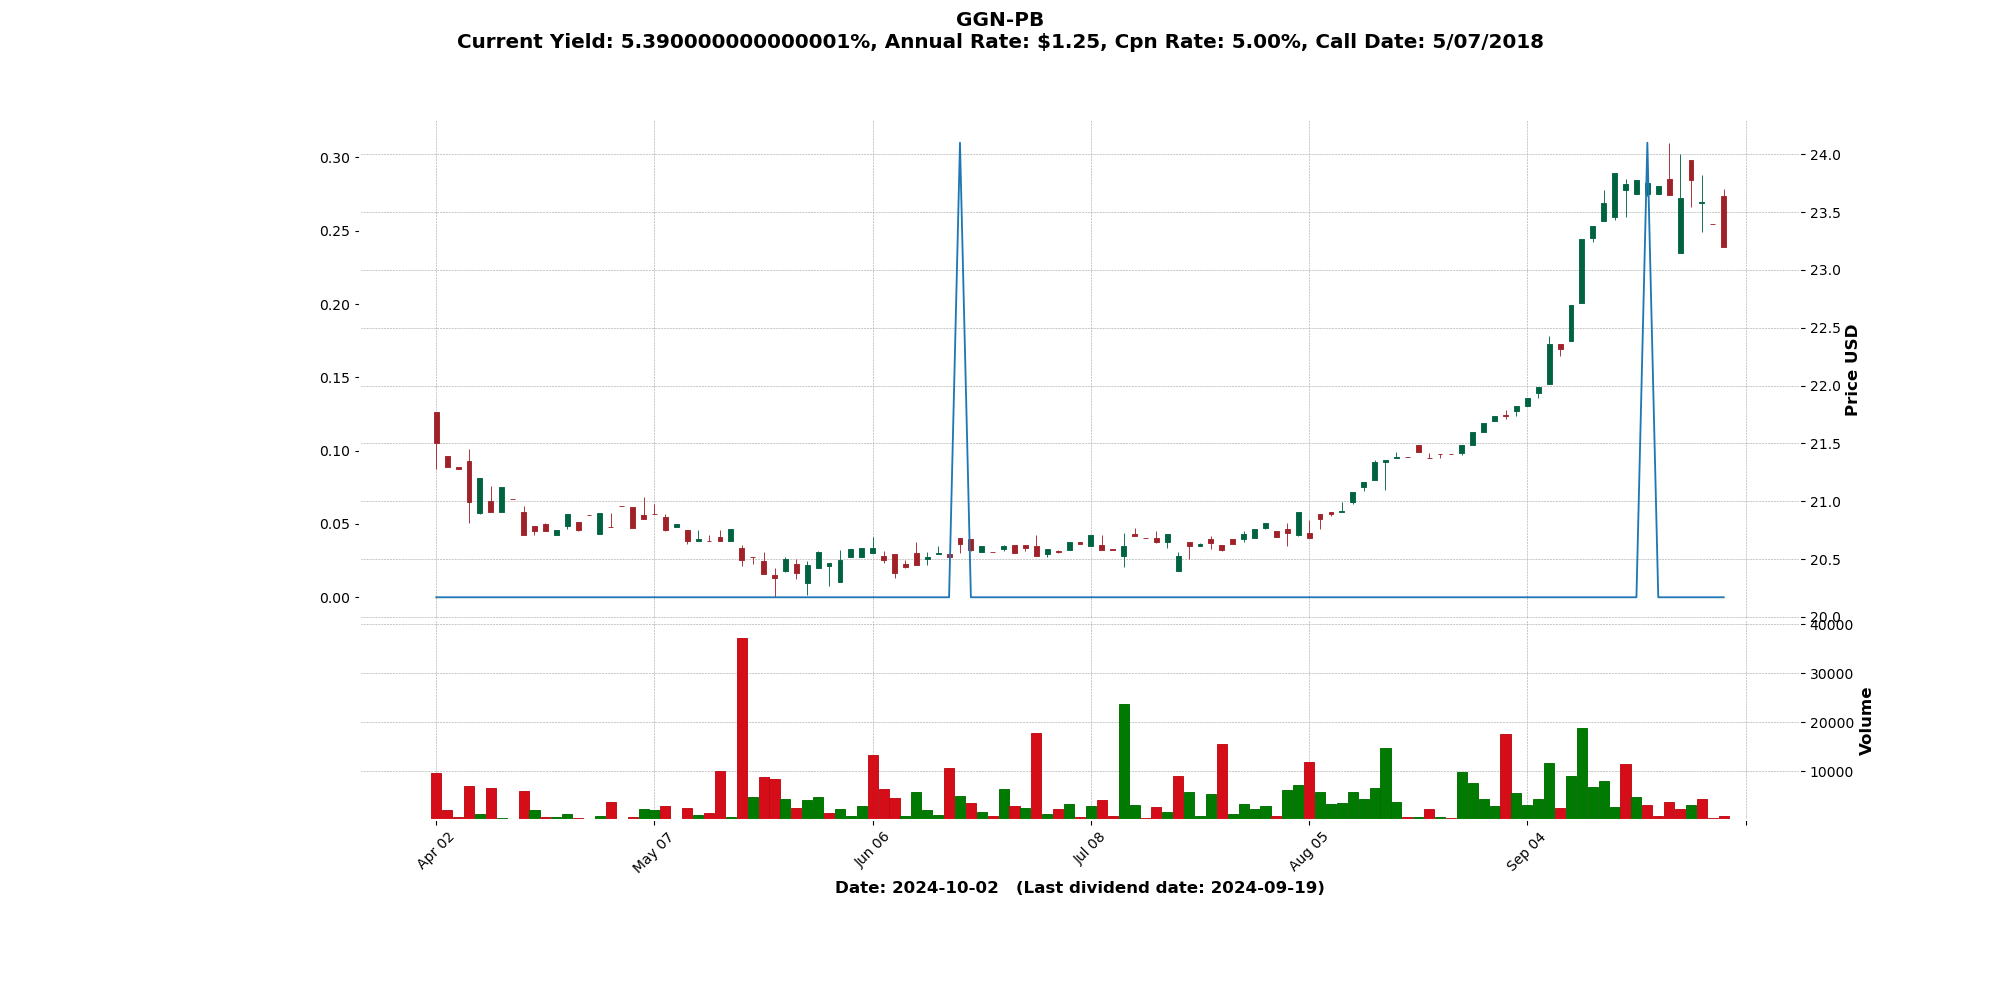 GGN-PB
Current Yield: 5.390000000000001%, Annual Rate: $1.25, Cpn Rate: 5.00%, Call Date: 5/07/2018
0.30
0.25
0.20
0.15
0.10
0.05
0.00
24.0
23.5
23.0
22.5
22.0
21.5
21.0
20.5
20.0
Price USD
40000
30000
20000
10000
Volume
Apr 02
May 07
Jun 06
Jul 08
Aug 05
Sep 04
Date: 2024-10-02 (Last dividend date: 2024-09-19)